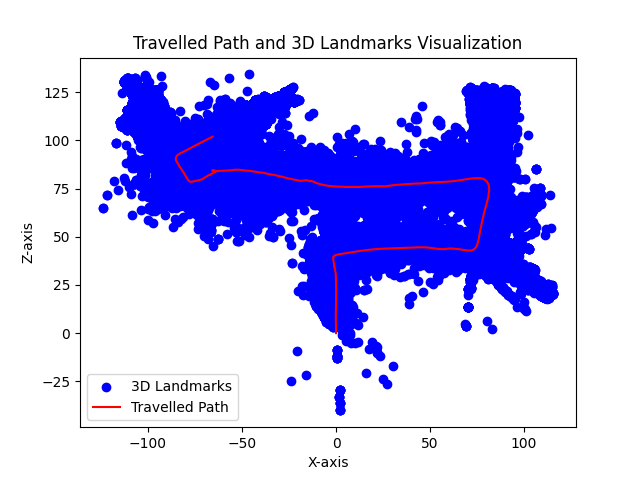 Travelled Path and 3D Landmarks Visualization
125
100
75
50
25
0
−25
Z-axis
3D Landmarks
Travelled Path
−100
−50
0
50
100
X-axis